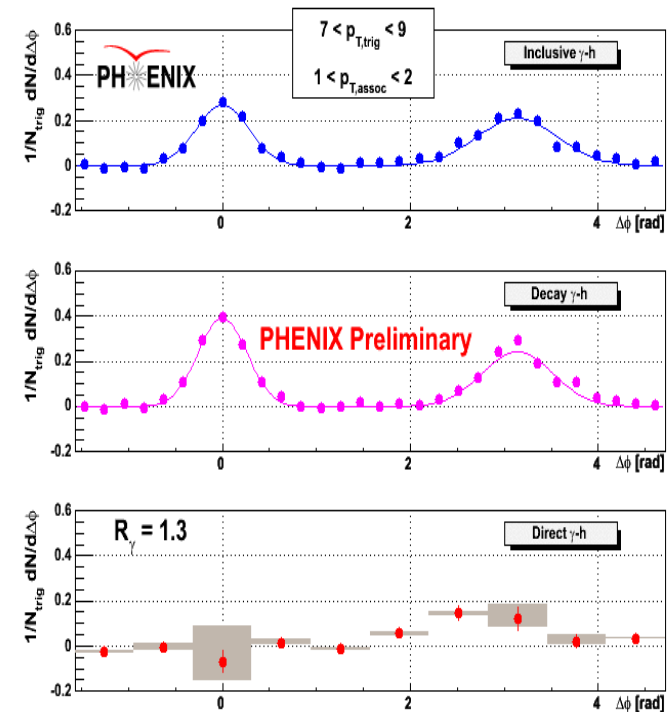 7 < p_T,trig < 9
1 < p_T,assoc < 2
PHENIX
Inclusive γ-h
1/N_trig dN/dΔϕ
0.6
0.4
0.2
0
-0.2
0
2
4
Δϕ [rad]
Decay γ-h
PHENIX Preliminary
1/N_trig dN/dΔϕ
0.6
0.4
0.2
0
-0.2
0
2
4
Δϕ [rad]
R_γ = 1.3
Direct γ-h
1/N_trig dN/dΔϕ
0.6
0.4
0.2
0
-0.2
0
2
4
Δϕ [rad]